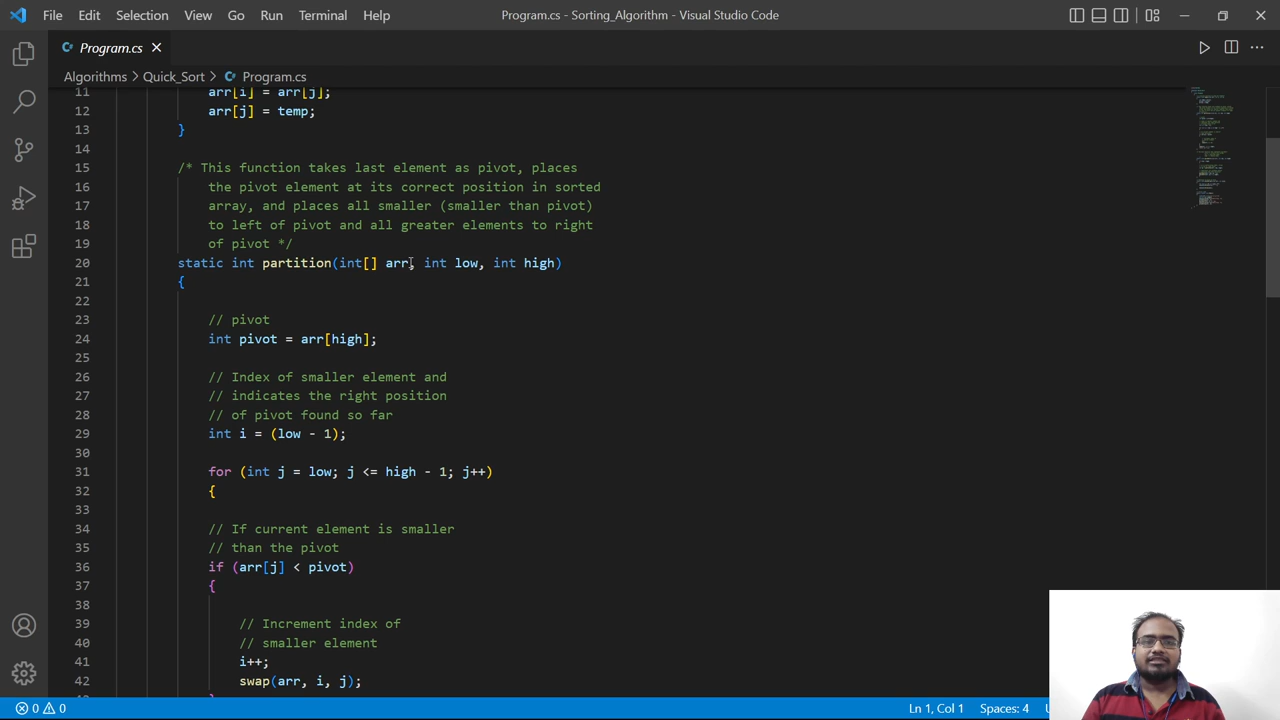 File Edit Selection View Go Run Terminal Help Program.cs - Sorting_Algorithm - Visual Studio Code
Program.cs
Algorithms > Quick_Sort > Program.cs
11 arr[i] = arr[j];
12 arr[j] = temp;
13 }
14
15 /* This function takes last element as pivot, places
16 the pivot element at its correct position in sorted
17 array, and places all smaller (smaller than pivot)
18 to left of pivot and all greater elements to right
19 of pivot */
20 static int partition(int[] arr, int low, int high)
21 {
22
23 // pivot
24 int pivot = arr[high];
25
26 // Index of smaller element and
27 // indicates the right position
28 // of pivot found so far
29 int i = (low - 1);
30
31 for (int j = low; j <= high - 1; j++)
32 {
33
34 // If current element is smaller
35 // than the pivot
36 if (arr[j] < pivot)
37 {
38
39 // Increment index of
40 // smaller element
41 i++;
42 swap(arr, i, j);
0 0 Ln 1, Col 1 Spaces: 4